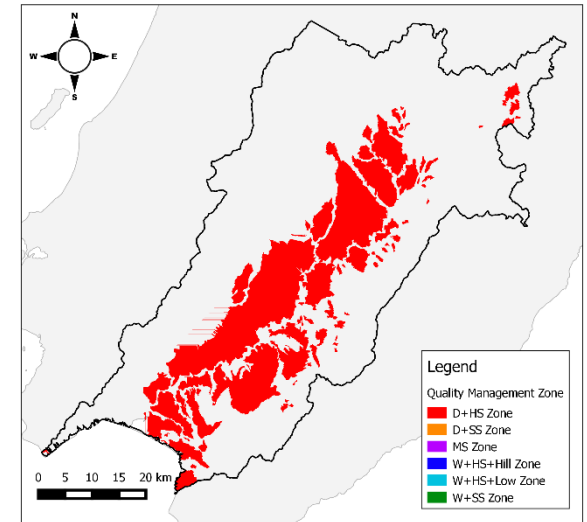 N
W E
S
Legend
Quality Management Zone
D+HS Zone
D+SS Zone
MS Zone
W+HS+Hill Zone
W+HS+Low Zone
W+SS Zone
0 5 10 15 20 km